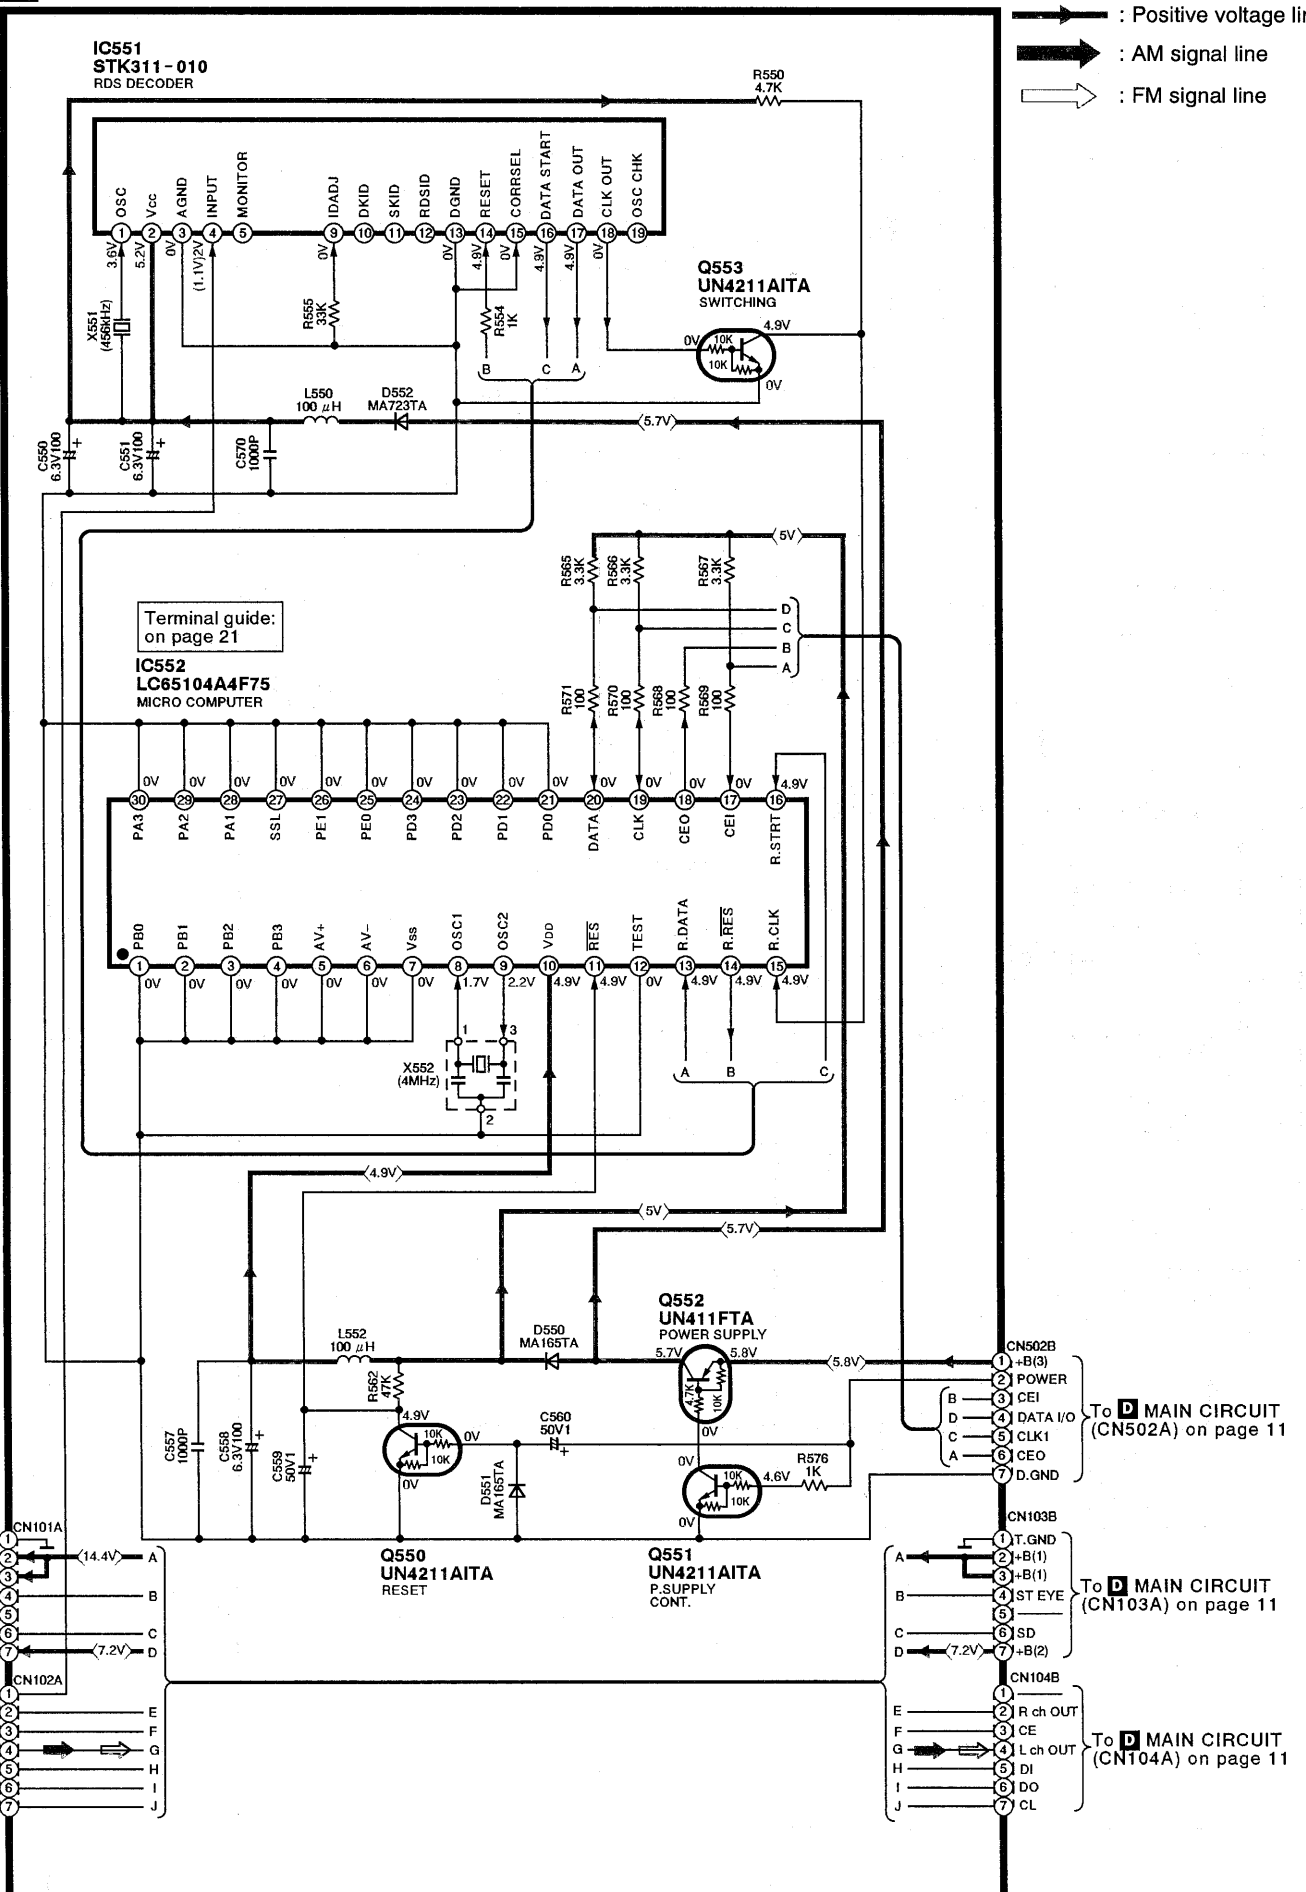 : Positive voltage li
: AM signal line
: FM signal line
IC551
STK311-010
RDS DECODER
R550
4.7K
OSC
Vcc
AGND
INPUT
MONITOR
IDADJ
DKID
SKID
RDSID
DGND
RESET
CORRSEL
DATA START
DATA OUT
CLK OUT
OSC CHK
1 2 3 4 5 9 10 11 12 13 14 15 16 17 18 19
3.6V
5.2V
0V
(1.1V)2V
0V
0V
4.9V
0V
4.9V
4.9V
0V
X551
(456kHz)
R555
33K
R554
1K
B C A
Q553
UN4211AITA
SWITCHING
4.9V
0V
10K
10K
0V
L550
100 μH
D552
MA723TA
(5.7V)
C550
6.3V100
C551
6.3V100
C570
1000P
+
+
(5V)
R565
3.3K
R566
3.3K
R567
3.3K
D
C
B
A
Terminal guide:
on page 21
IC552
LC65104A4F75
MICRO COMPUTER
R571
100
R570
100
R568
100
R569
100
0V 0V 0V 0V 0V 0V 0V 0V 0V 0V 0V 0V 0V 0V 4.9V
30 29 28 27 26 25 24 23 22 21 20 19 18 17 16
PA3
PA2
PA1
SSL
PE1
PE0
PD3
PD2
PD1
PD0
DATA
CLK
CEO
CEI
R.STRT
PB0
PB1
PB2
PB3
AV+
AV-
Vss
OSC1
OSC2
VDD
RES
TEST
R.DATA
R.RES
R.CLK
1 2 3 4 5 6 7 8 9 10 11 12 13 14 15
0V 0V 0V 0V 0V 0V 0V 1.7V 2.2V 4.9V 4.9V 0V 4.9V 4.9V 4.9V
1 3
X552
(4MHz)
2
A B C
(4.9V)
(5V)
(5.7V)
Q552
UN411FTA
POWER SUPPLY
L552
100 μH
D550
MA165TA
5.7V
5.8V
(5.8V)
4.7K
10K
0V
R562
47K
4.9V
10K
10K
0V
0V
C560
50V1
+
C557
1000P
C558
6.3V100
+
C559
50V1
+
D551
MA165TA
0V
10K
10K
4.6V
0V
R576
1K
Q550
UN4211AITA
RESET
Q551
UN4211AITA
P.SUPPLY
CONT.
CN502B
1 +B(3)
2 POWER
B 3 CEI
D 4 DATA I/O
C 5 CLK1
A 6 CEO
7 D.GND
To D MAIN CIRCUIT
(CN502A) on page 11
CN101A
1
2 (14.4V) A
3
4 B
5
6 C
7 (7.2V) D
CN103B
1 T.GND
A 2 +B(1)
3 +B(1)
B 4 ST EYE
5
C 6 SD
D (7.2V) 7 +B(2)
To D MAIN CIRCUIT
(CN103A) on page 11
CN102A
1
2 E
3 F
4 G
5 H
6 I
7 J
CN104B
1
E 2 R ch OUT
F 3 CE
G 4 L ch OUT
H 5 DI
I 6 DO
J 7 CL
To D MAIN CIRCUIT
(CN104A) on page 11